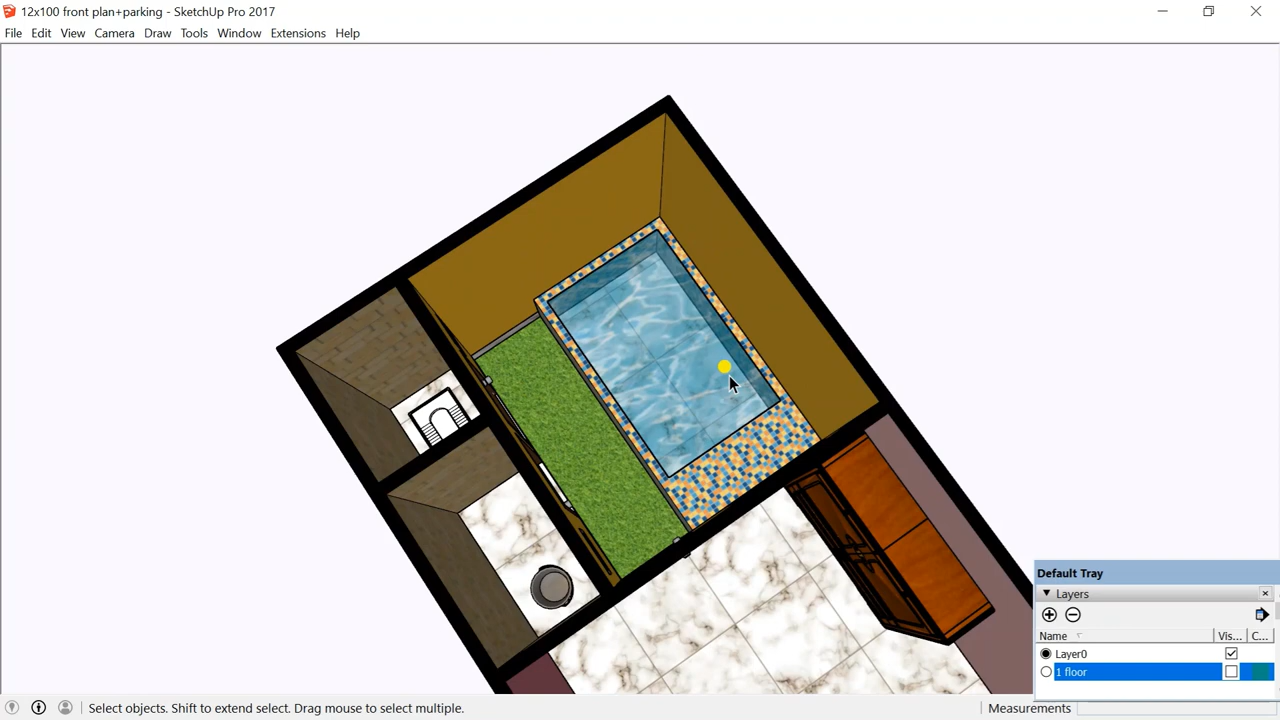 12x100 front plan+parking - SketchUp Pro 2017
File Edit View Camera Draw Tools Window Extensions Help
Default Tray
Layers
Name Vis... C...
Layer0
1 floor
Select objects. Shift to extend select. Drag mouse to select multiple.
Measurements